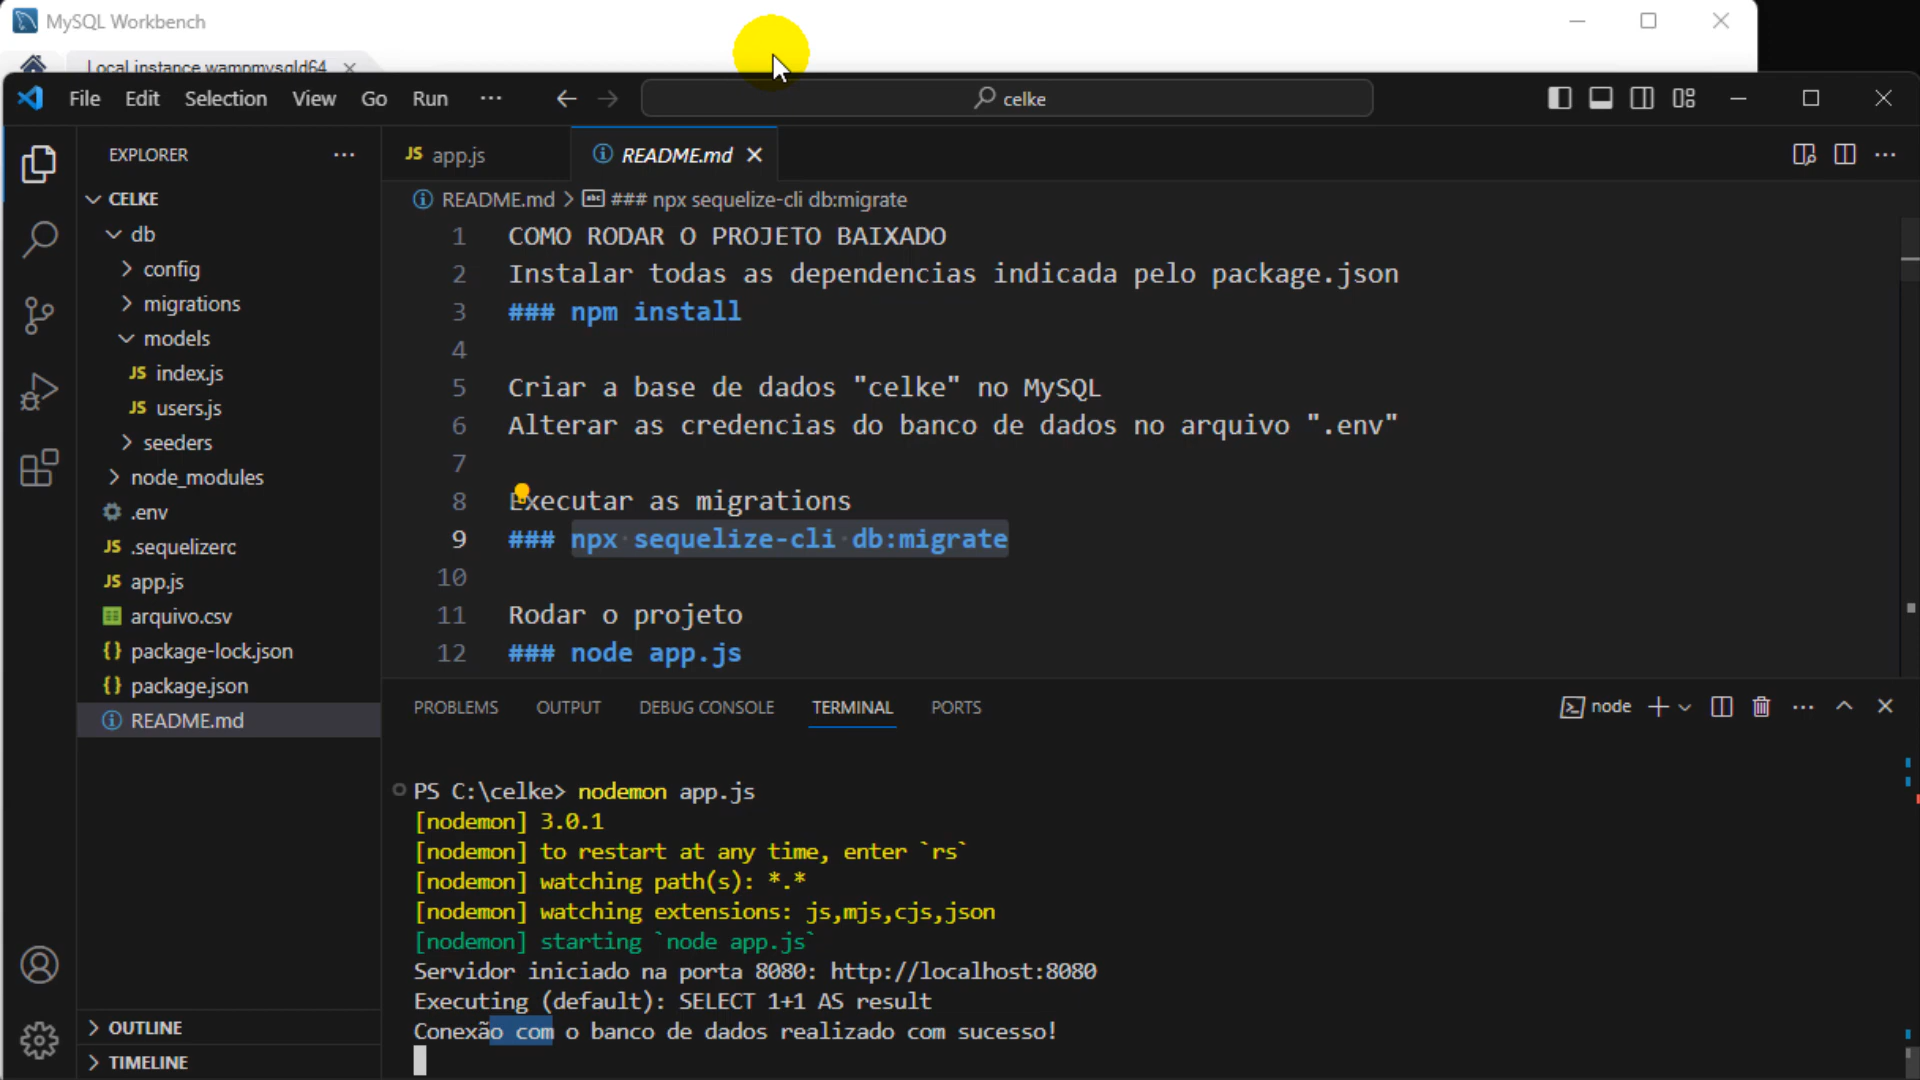 MySQL Workbench
Local instance wampmysqld64
File Edit Selection View Go Run ···
celke
EXPLORER
CELKE
db
config
migrations
models
JS index.js
JS users.js
seeders
node_modules
.env
JS .sequelizerc
JS app.js
arquivo.csv
{} package-lock.json
{} package.json
README.md
OUTLINE
TIMELINE
JS app.js
README.md
README.md > ### npx sequelize-cli db:migrate
1 COMO RODAR O PROJETO BAIXADO
2 Instalar todas as dependencias indicada pelo package.json
3 ### npm install
4
5 Criar a base de dados "celke" no MySQL
6 Alterar as credencias do banco de dados no arquivo ".env"
7
8 Executar as migrations
9 ### npx sequelize-cli db:migrate
10
11 Rodar o projeto
12 ### node app.js
PROBLEMS OUTPUT DEBUG CONSOLE TERMINAL PORTS
node
PS C:\celke> nodemon app.js
[nodemon] 3.0.1
[nodemon] to restart at any time, enter `rs`
[nodemon] watching path(s): *.*
[nodemon] watching extensions: js,mjs,cjs,json
[nodemon] starting `node app.js`
Servidor iniciado na porta 8080: http://localhost:8080
Executing (default): SELECT 1+1 AS result
Conexão com o banco de dados realizado com sucesso!